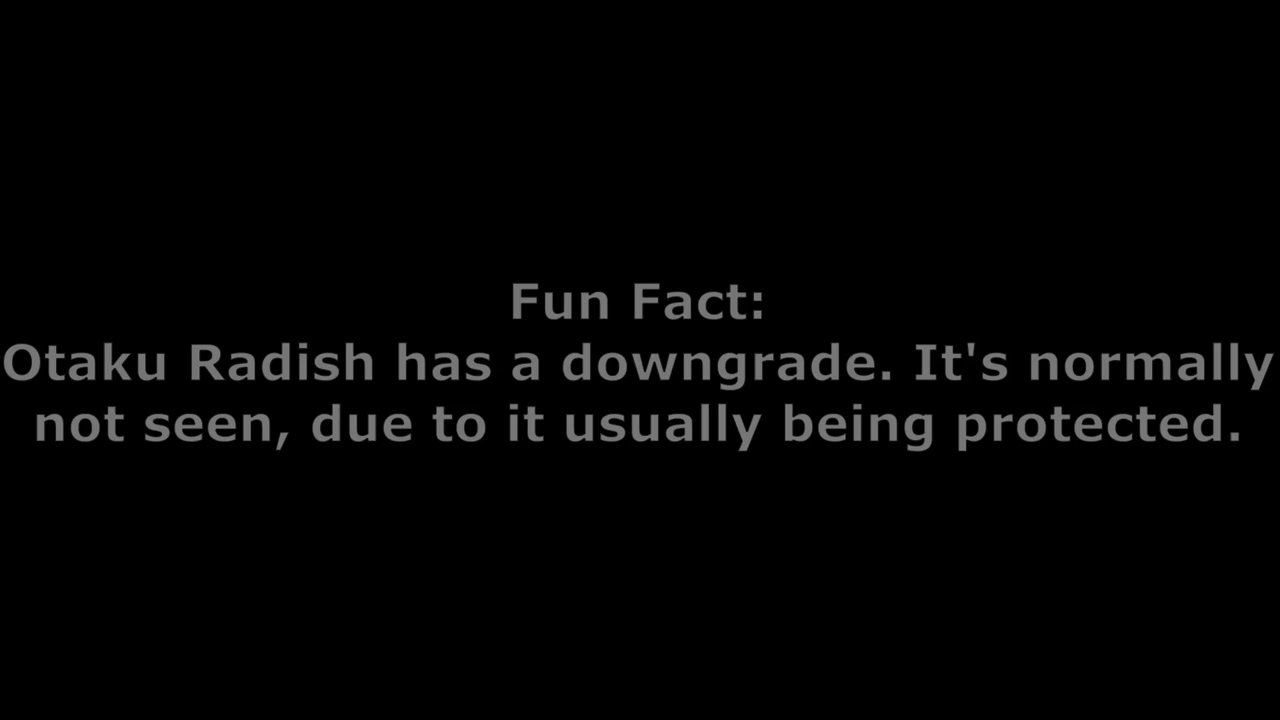 Fun Fact:
Otaku Radish has a downgrade. It's normally
not seen, due to it usually being protected.